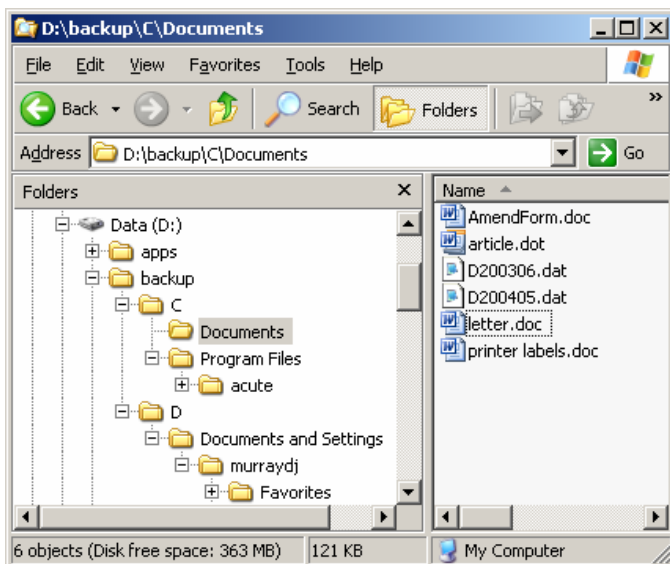 D:\backup\C\Documents
File Edit View Favorites Tools Help
Back Search Folders »
Address D:\backup\C\Documents Go
Folders x
Data (D:)
apps
backup
C
Documents
Program Files
acute
D
Documents and Settings
murraydj
Favorites
Name
AmendForm.doc
article.dot
D200306.dat
D200405.dat
letter.doc
printer labels.doc
6 objects (Disk free space: 363 MB) 121 KB My Computer